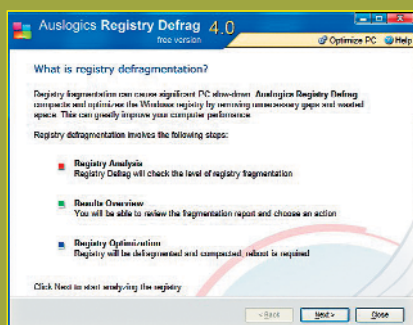 Auslogics Registry Defrag 4.0
free version
Optimize PC Help
What is registry defragmentation?
Registry fragmentation can cause significant PC slow-down. Auslogics Registry Defrag
compacts and optimizes the Windows registry by removing unnecessary gaps and wasted
space. This can greatly improve your computer performance.
Registry defragmentation involves the following steps:
Registry Analysis
Registry Defrag will check the level of registry fragmentation
Results Overview
You will be able to review the fragmentation report and choose an action
Registry Optimization
Registry will be defragmented and compacted, reboot is required
Click Next to start analyzing the registry
< Back Next > Close